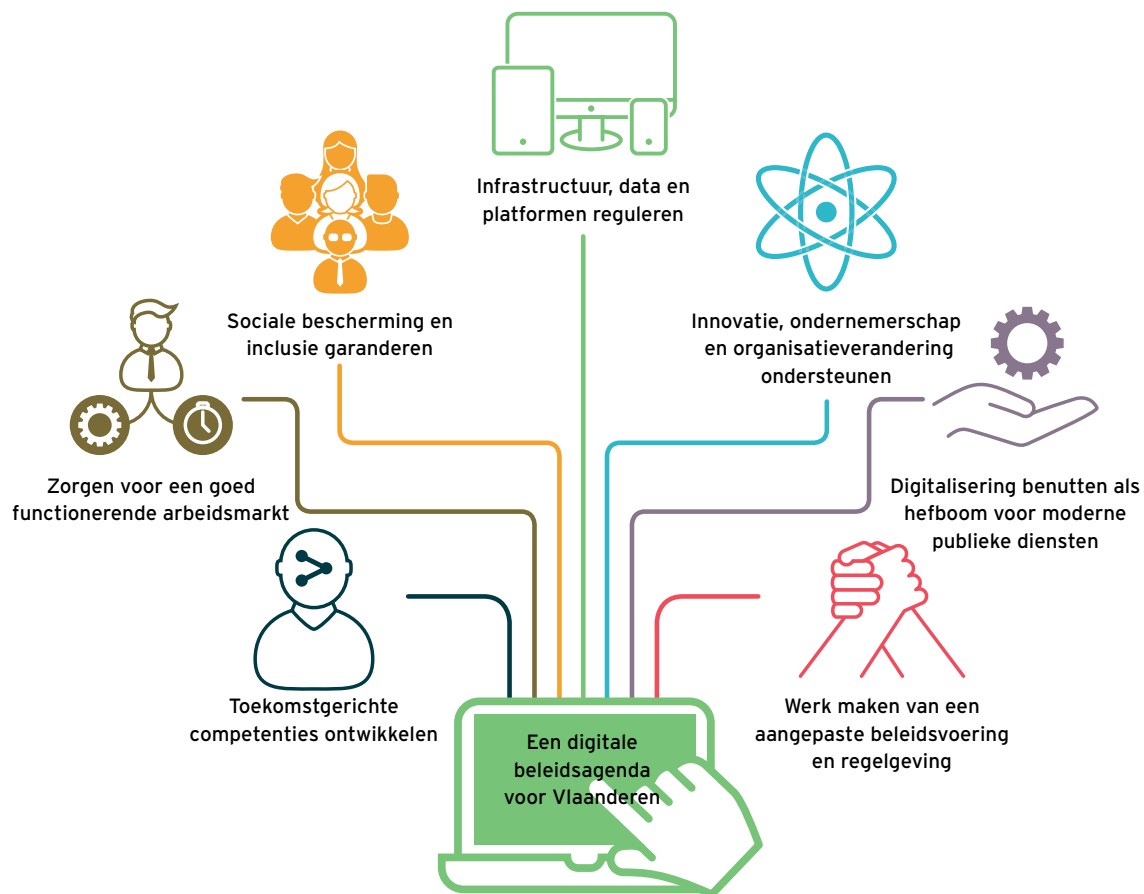 Infrastructuur, data en
platformen reguleren
Sociale bescherming en
inclusie garanderen
Innovatie, ondernemerschap
en organisatieverandering
ondersteunen
Zorgen voor een goed
functionerende arbeidsmarkt
Digitalisering benutten als
hefboom voor moderne
publieke diensten
Toekomstgerichte
competenties ontwikkelen
Werk maken van een
aangepaste beleidsvoering
en regelgeving
Een digitale
beleidsagenda
voor Vlaanderen